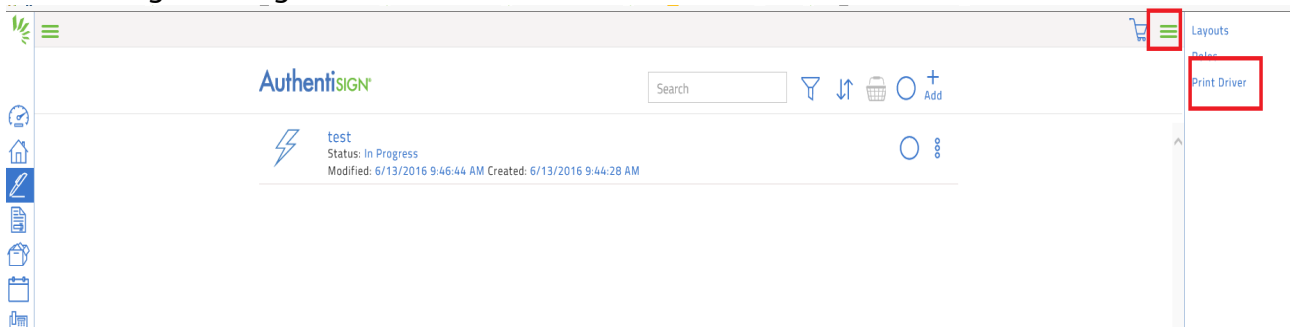 Layouts
Roles
Print Driver
AuthentiSIGN®
Search
Add
test
Status: In Progress
Modified: 6/13/2016 9:46:44 AM Created: 6/13/2016 9:44:28 AM